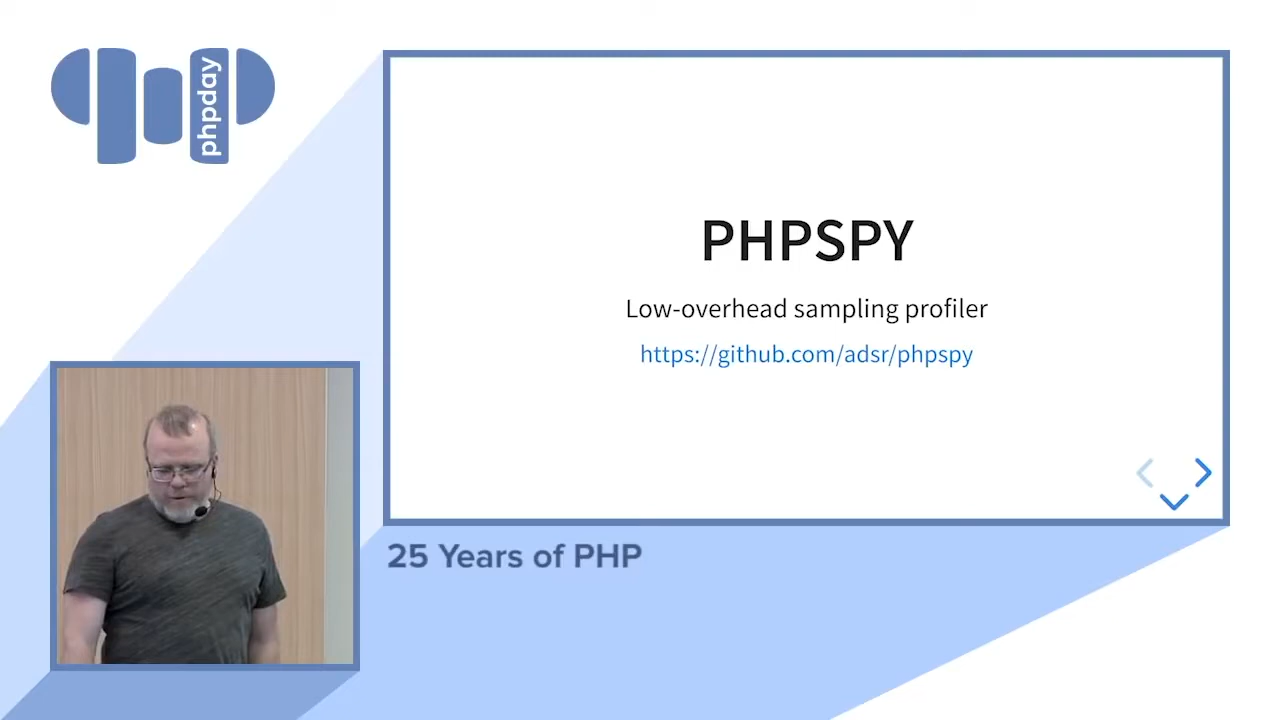 phpday
PHPSPY
Low-overhead sampling profiler
https://github.com/adsr/phpspy
25 Years of PHP